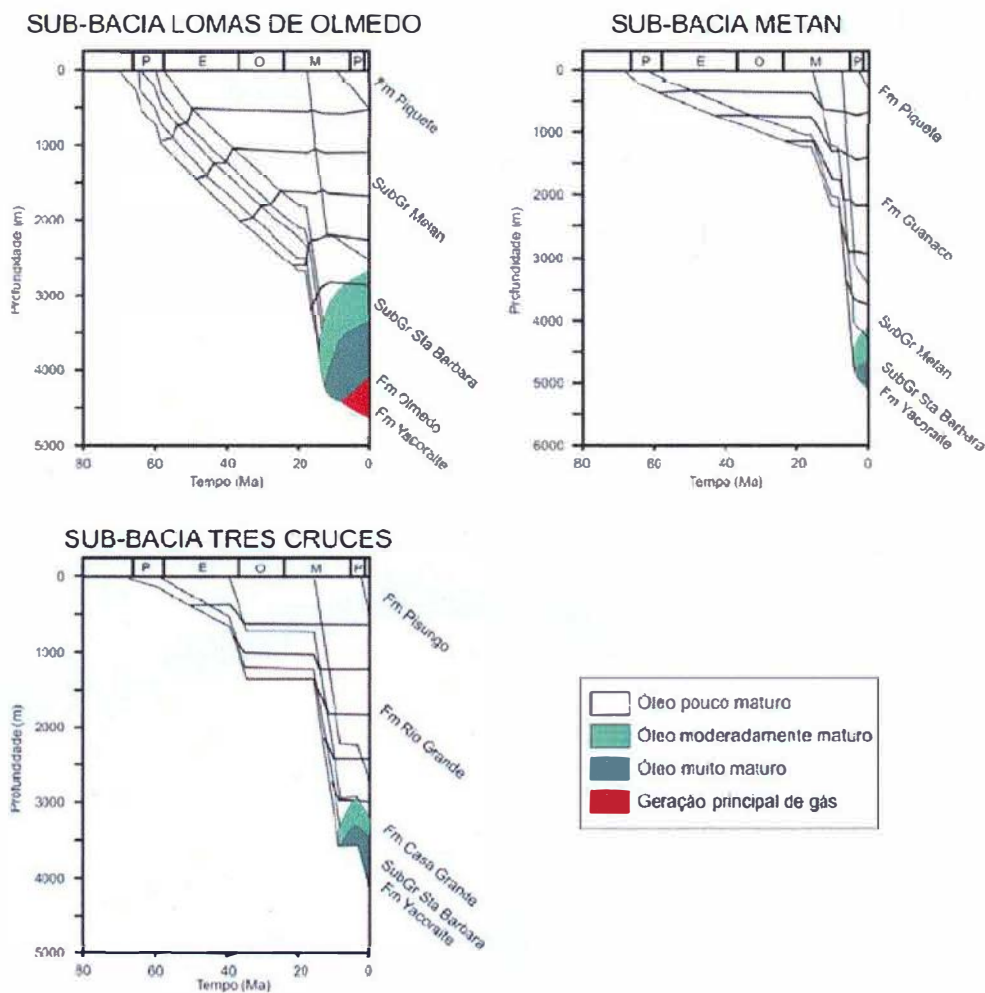 SUB-BACIA LOMAS DE OLMEDO
P E O M P
0
1000
2000
3000
4000
5000
Profundidade (m)
80 60 40 20 0
Tempo (Ma)
Fm Piquete
SubGr Metan
SubGr Sta Barbara
Fm Olmedo
Fm Yacoraite
SUB-BACIA METAN
P E O M P
0
1000
2000
3000
4000
5000
6000
Profundidade (m)
80 60 40 20 0
Tempo (Ma)
Fm Piquete
Fm Guanaco
SubGr Metan
SubGr Sta Barbara
Fm Yacoraite
SUB-BACIA TRES CRUCES
P E O M P
0
1000
2000
3000
4000
5000
Profundidade (m)
80 60 40 20 0
Tempo (Ma)
Fm Pisungo
Fm Rio Grande
Fm Casa Grande
SubGr Sta Barbara
Fm Yacoraite
Óleo pouco maturo
Óleo moderadamente maturo
Óleo muito maturo
Geração principal de gás